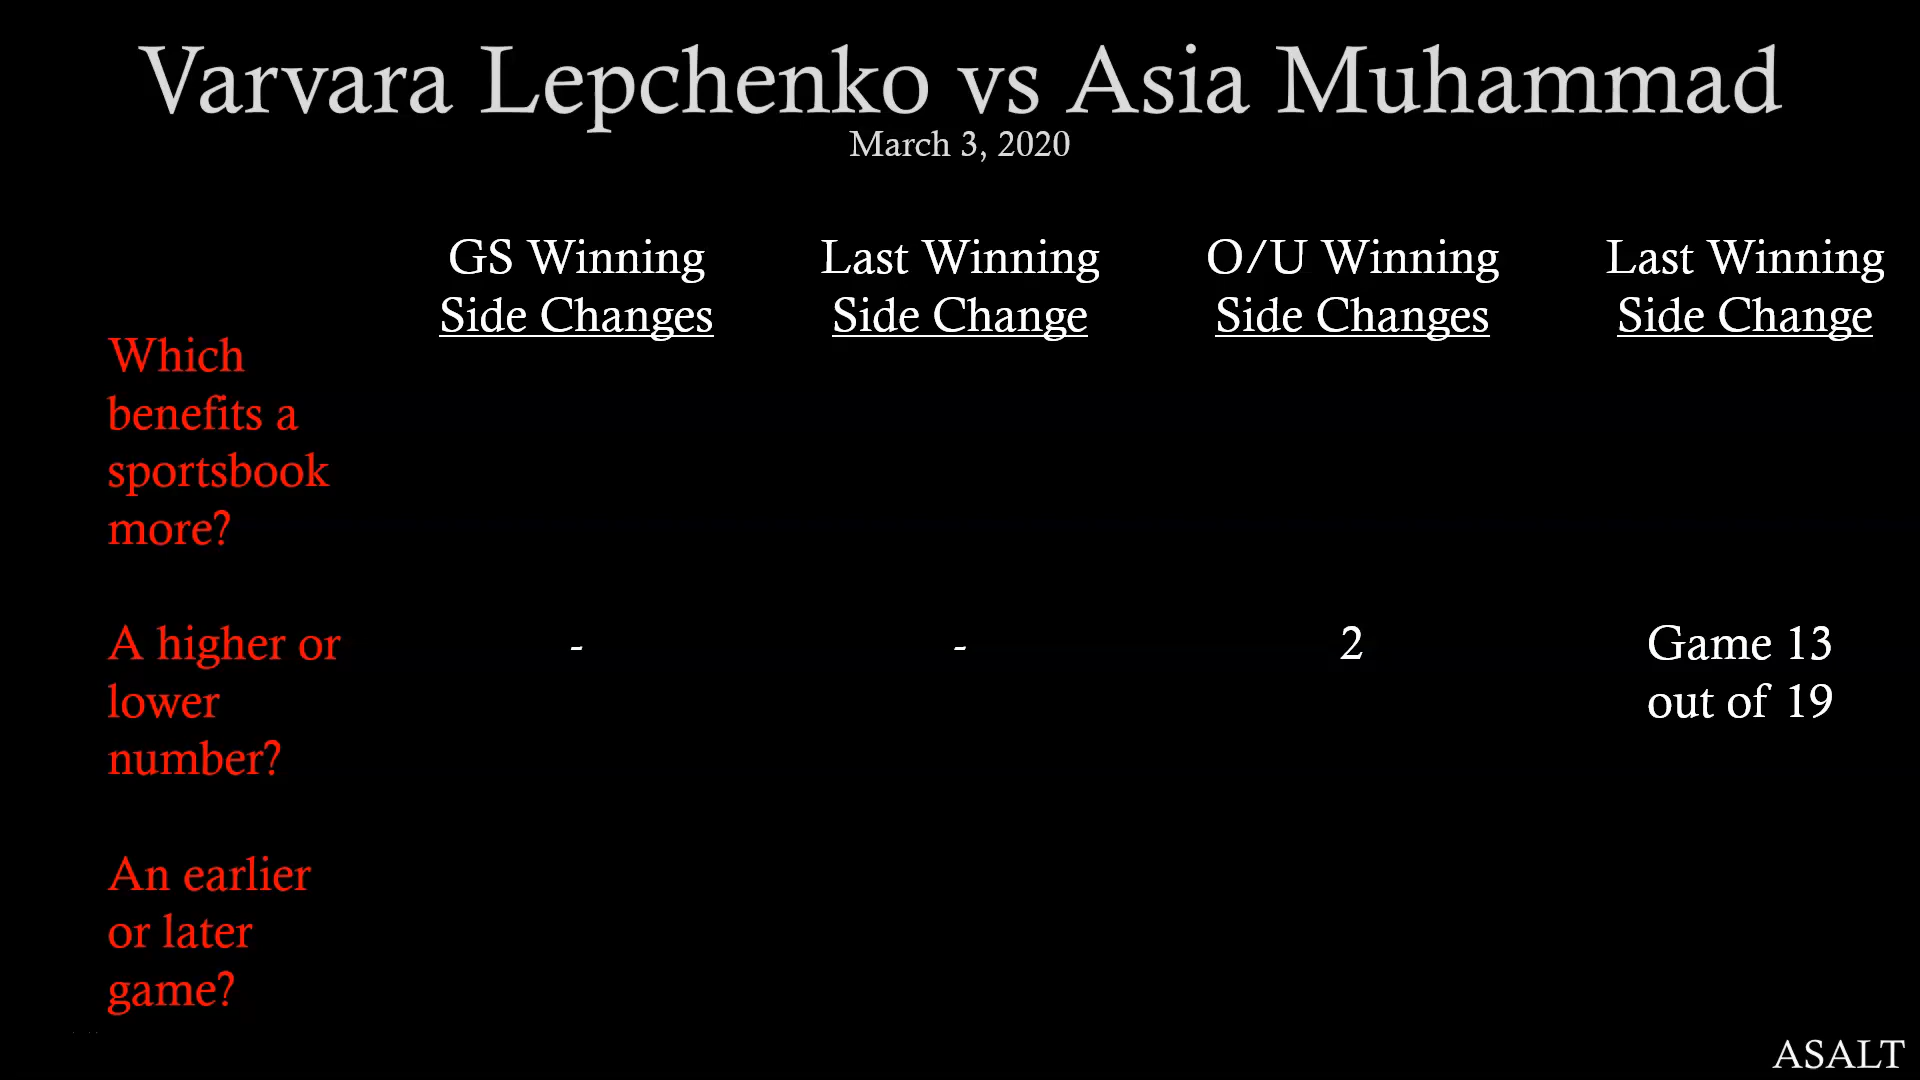 Varvara Lepchenko vs Asia Muhammad
March 3, 2020
GS Winning
Side Changes
Last Winning
Side Change
O/U Winning
Side Changes
Last Winning
Side Change
Which
benefits a
sportsbook
more?
A higher or
lower
number?
-
-
2
Game 13
out of 19
An earlier
or later
game?
ASALT